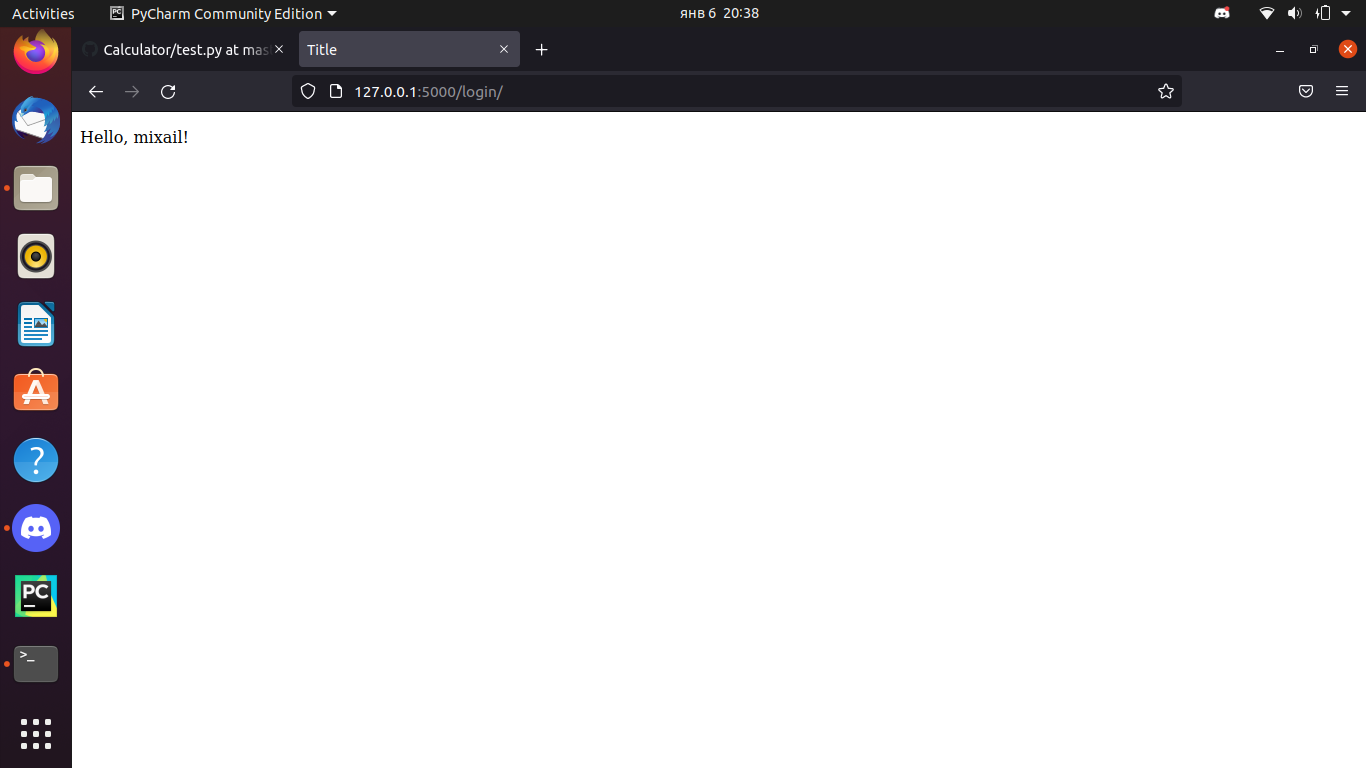 Activities PyCharm Community Edition янв 6 20:38
Calculator/test.py at mas Title
127.0.0.1:5000/login/
Hello, mixail!
?
PC
>_